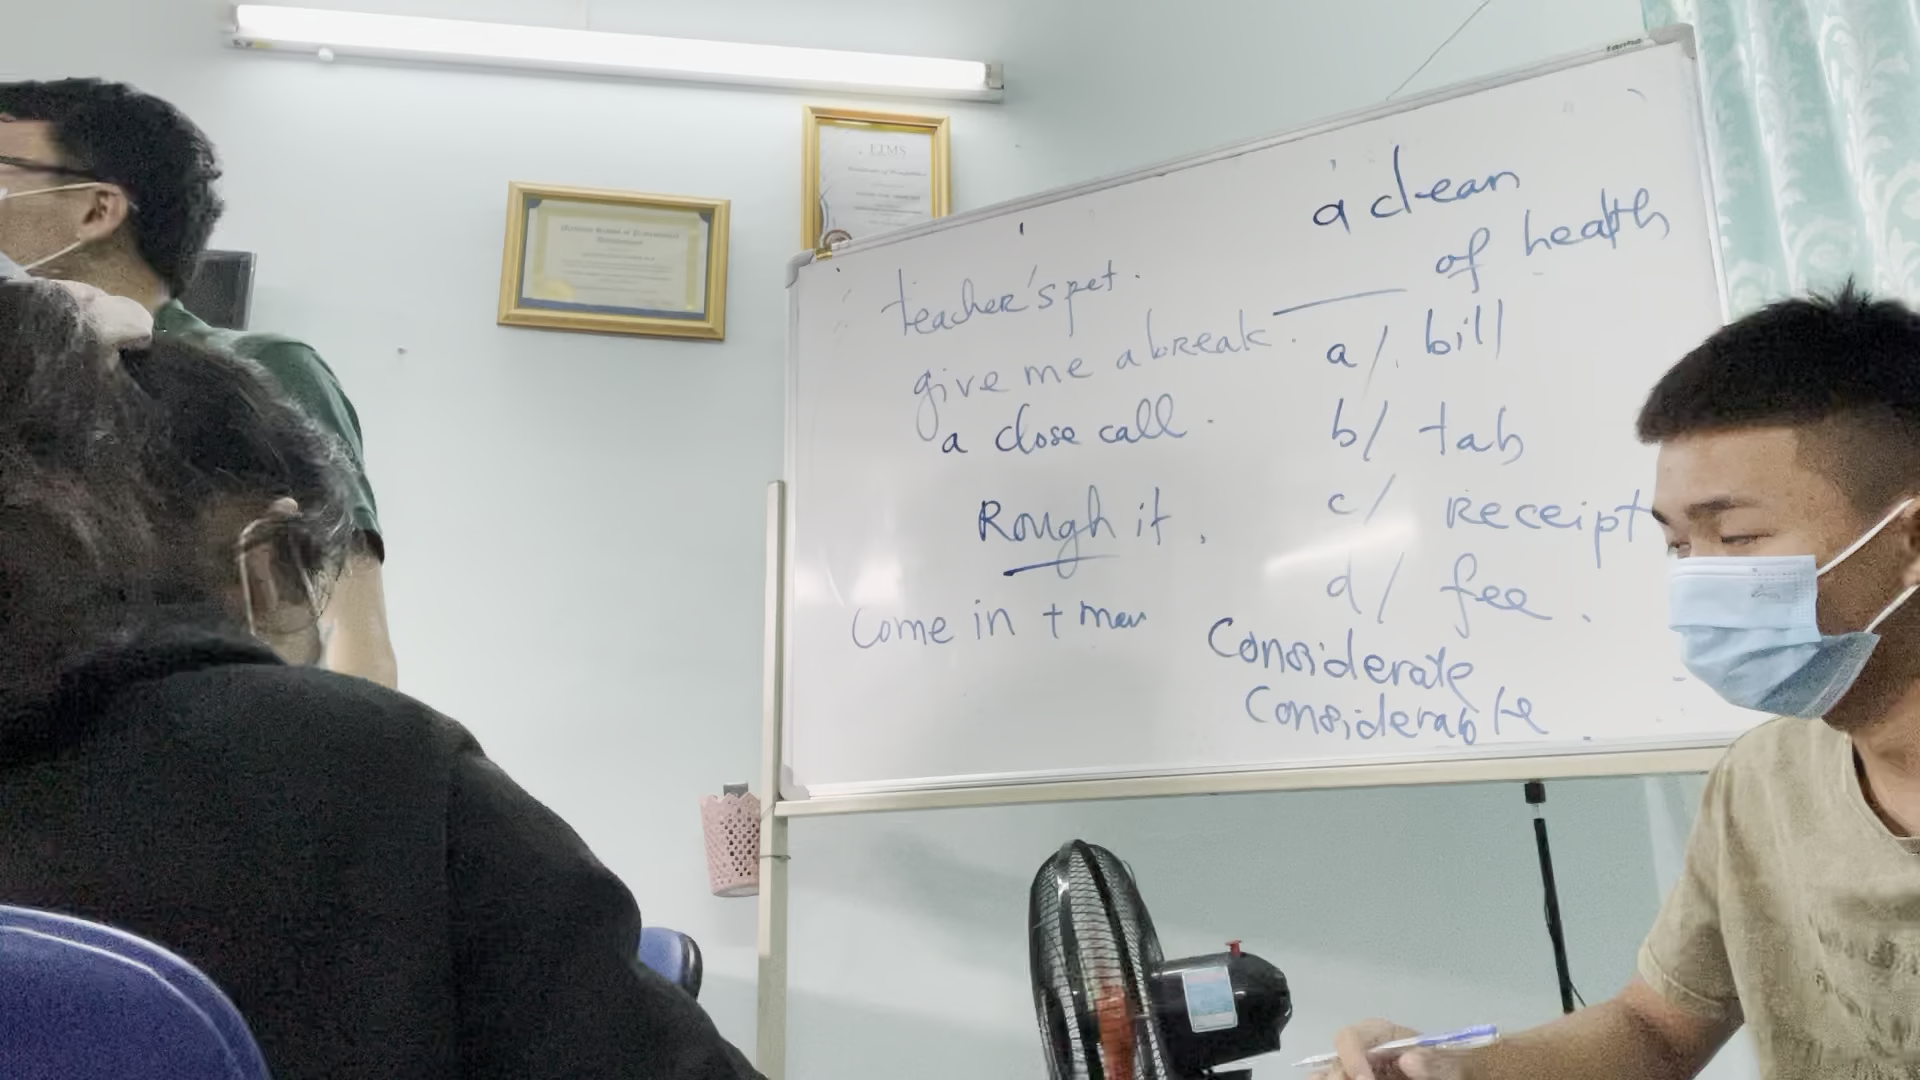 teacher's pet.
give me a break.
a close call.
Rough it.
Come in +
a clean
of health
a/ bill
b/ tab
c/ receipt
d/ fee.
Considerate
Considerable.